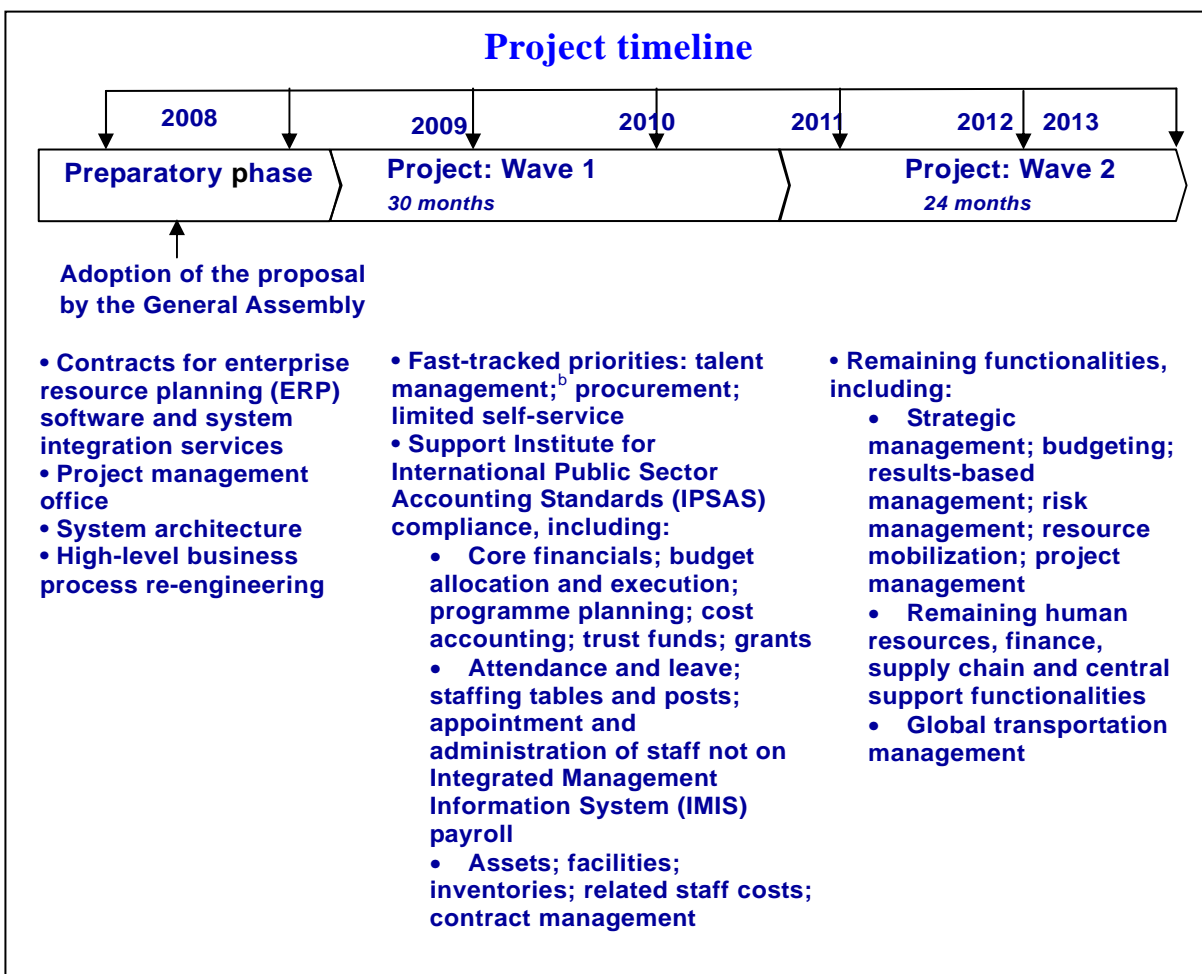 Project timeline
2008 2009 2010 2011 2012 2013
Preparatory phase
Project: Wave 1
30 months
Project: Wave 2
24 months
Adoption of the proposal
by the General Assembly
• Contracts for enterprise
resource planning (ERP)
software and system
integration services
• Project management
office
• System architecture
• High-level business
process re-engineering
• Fast-tracked priorities: talent
management;b procurement;
limited self-service
• Support Institute for
International Public Sector
Accounting Standards (IPSAS)
compliance, including:
• Core financials; budget
allocation and execution;
programme planning; cost
accounting; trust funds; grants
• Attendance and leave;
staffing tables and posts;
appointment and
administration of staff not on
Integrated Management
Information System (IMIS)
payroll
• Assets; facilities;
inventories; related staff costs;
contract management
• Remaining functionalities,
including:
• Strategic
management; budgeting;
results-based
management; risk
management; resource
mobilization; project
management
• Remaining human
resources, finance,
supply chain and central
support functionalities
• Global transportation
management